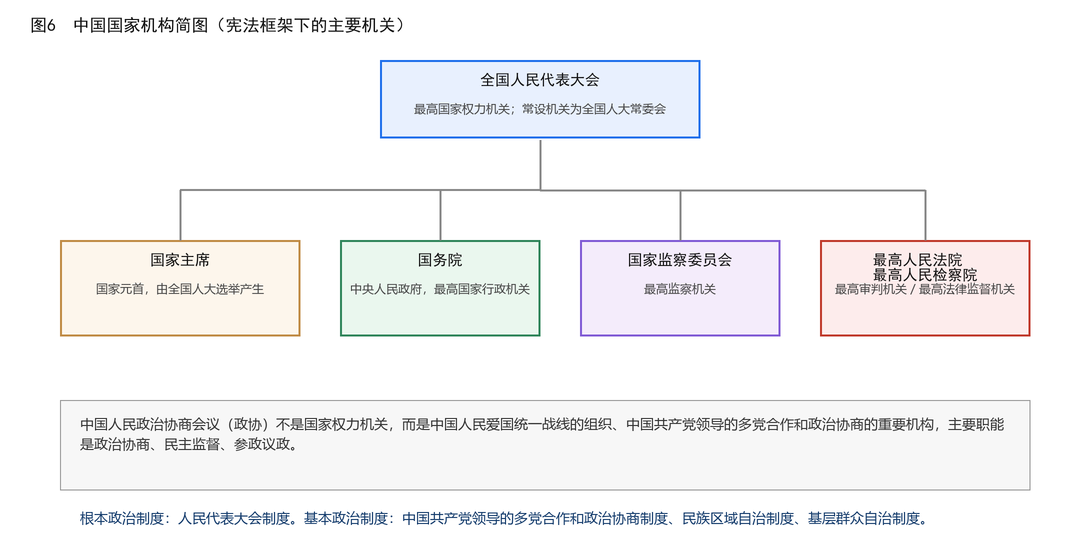 图6 中国国家机构简图（宪法框架下的主要机关）
全国人民代表大会
最高国家权力机关；常设机关为全国人大常委会
国家主席
国家元首，由全国人大选举产生
国务院
中央人民政府，最高国家行政机关
国家监察委员会
最高监察机关
最高人民法院
最高人民检察院
最高审判机关 / 最高法律监督机关
中国人民政治协商会议（政协）不是国家权力机关，而是中国人民爱国统一战线的组织、中国共产党领导的多党合作和政治协商的重要机构，主要职能
是政治协商、民主监督、参政议政。
根本政治制度：人民代表大会制度。基本政治制度：中国共产党领导的多党合作和政治协商制度、民族区域自治制度、基层群众自治制度。